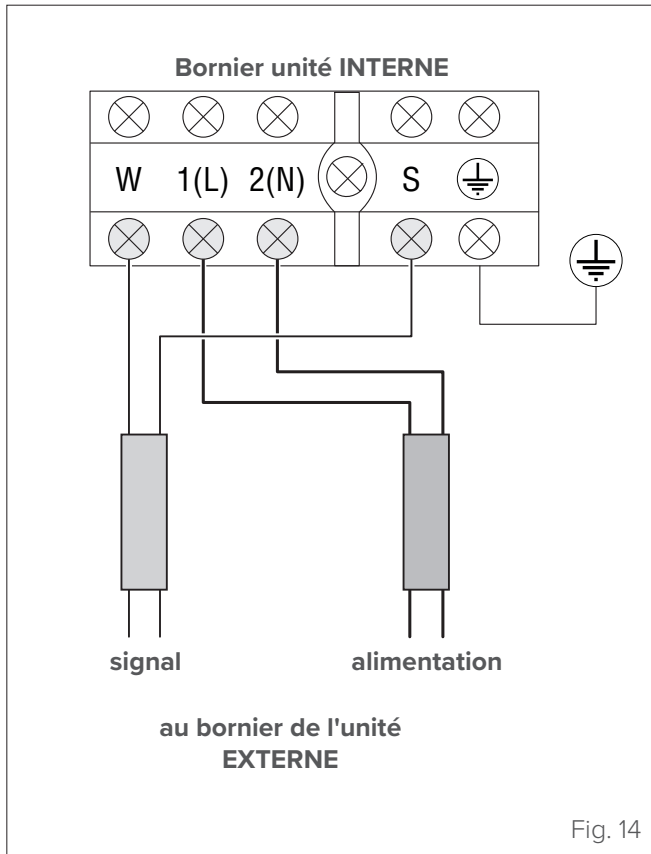 Bornier unité INTERNE
W 1(L) 2(N) S
signal alimentation
au bornier de l'unité
EXTERNE
Fig. 14